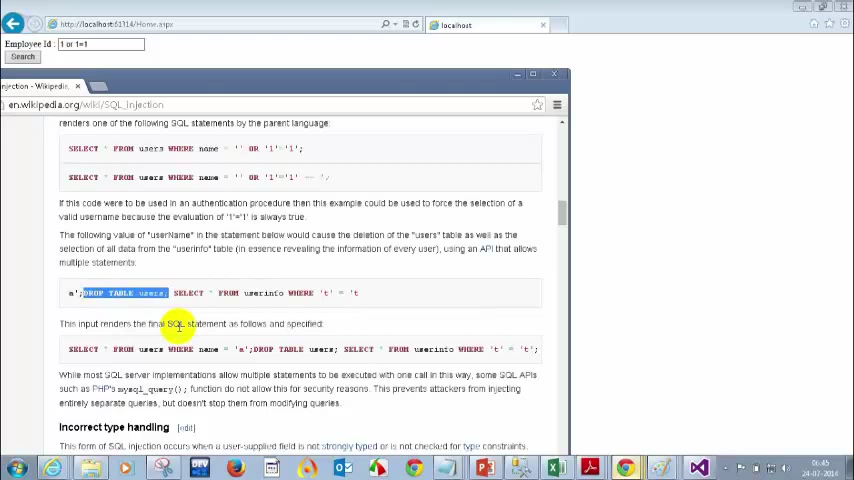 http://localhost:61314/Home.aspx
localhost
Employee Id : 1 or 1=1
Search
njection - Wikipedia,
en.wikipedia.org/wiki/SQL_injection
renders one of the following SQL statements by the parent language:
SELECT * FROM users WHERE name = '' OR '1'='1';
SELECT * FROM users WHERE name = '' OR '1'='1' -- '/
If this code were to be used in an authentication procedure then this example could be used to force the selection of a
valid username because the evaluation of '1'='1' is always true.
The following value of "userName" in the statement below would cause the deletion of the "users" table as well as the
selection of all data from the "userinfo" table (in essence revealing the information of every user), using an API that allows
multiple statements:
a';DROP TABLE users; SELECT * FROM userinfo WHERE 't' = 't
This input renders the final SQL statement as follows and specified:
SELECT * FROM users WHERE name = 'a';DROP TABLE users; SELECT * FROM userinfo WHERE 't' = 't';
While most SQL server implementations allow multiple statements to be executed with one call in this way, some SQL APIs
such as PHP's mysql_query(); function do not allow this for security reasons. This prevents attackers from injecting
entirely separate queries, but doesn't stop them from modifying queries.
Incorrect type handling [edit]
This form of SQL injection occurs when a user-supplied field is not strongly typed or is not checked for type constraints.
DEV
06:45
24-07-2014